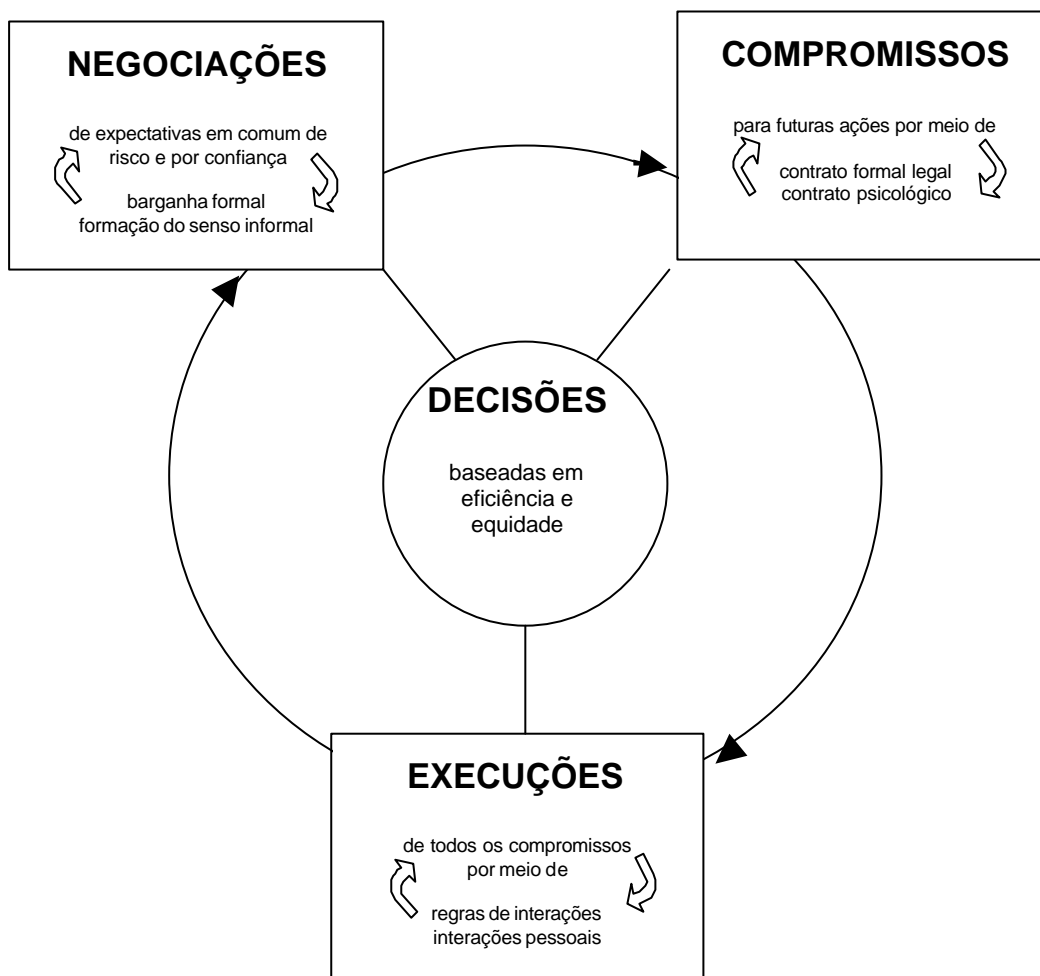 NEGOCIAÇÕES
de expectativas em comum de
risco e por confiança
barganha formal
formação do senso informal
COMPROMISSOS
para futuras ações por meio de
contrato formal legal
contrato psicológico
DECISÕES
baseadas em
eficiência e
equidade
EXECUÇÕES
de todos os compromissos
por meio de
regras de interações
interações pessoais